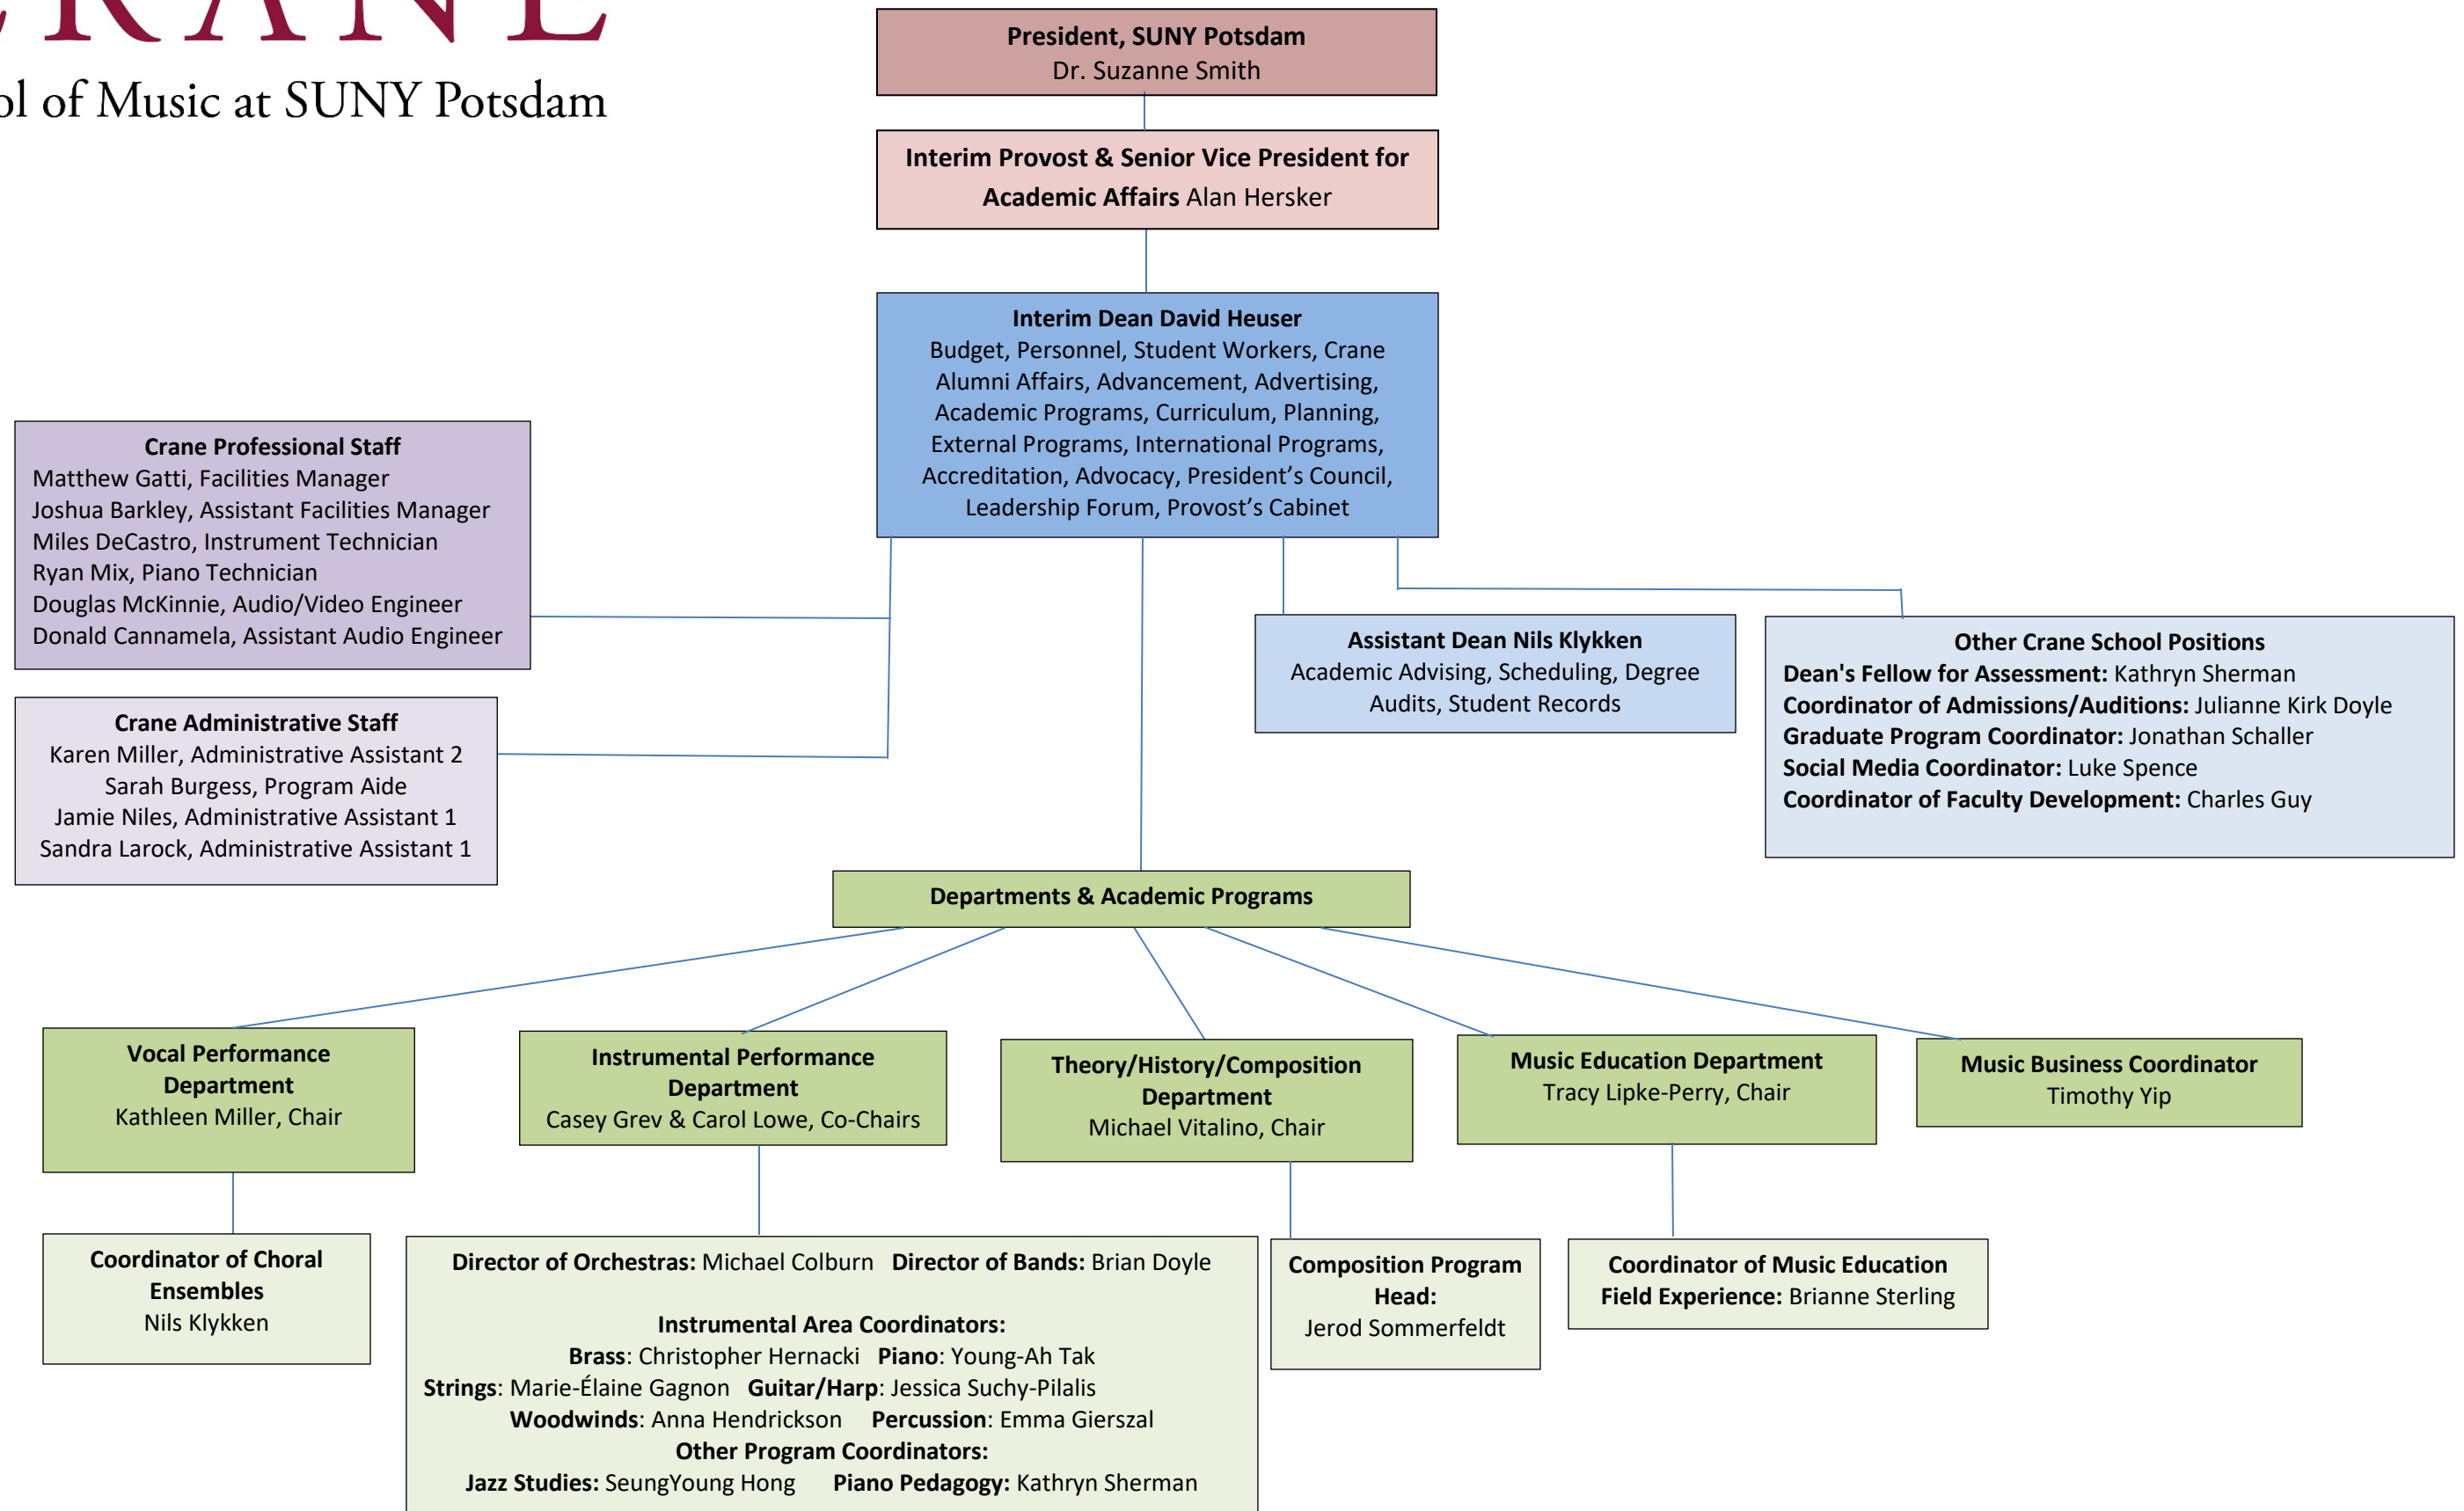 CRANE
ol of Music at SUNY Potsdam
President, SUNY Potsdam
Dr. Suzanne Smith
Interim Provost & Senior Vice President for
Academic Affairs Alan Hersker
Interim Dean David Heuser
Budget, Personnel, Student Workers, Crane
Alumni Affairs, Advancement, Advertising,
Academic Programs, Curriculum, Planning,
External Programs, International Programs,
Accreditation, Advocacy, President’s Council,
Leadership Forum, Provost’s Cabinet
Crane Professional Staff
Matthew Gatti, Facilities Manager
Joshua Barkley, Assistant Facilities Manager
Miles DeCastro, Instrument Technician
Ryan Mix, Piano Technician
Douglas McKinnie, Audio/Video Engineer
Donald Cannamela, Assistant Audio Engineer
Crane Administrative Staff
Karen Miller, Administrative Assistant 2
Sarah Burgess, Program Aide
Jamie Niles, Administrative Assistant 1
Sandra Larock, Administrative Assistant 1
Assistant Dean Nils Klykken
Academic Advising, Scheduling, Degree
Audits, Student Records
Other Crane School Positions
Dean's Fellow for Assessment: Kathryn Sherman
Coordinator of Admissions/Auditions: Julianne Kirk Doyle
Graduate Program Coordinator: Jonathan Schaller
Social Media Coordinator: Luke Spence
Coordinator of Faculty Development: Charles Guy
Departments & Academic Programs
Vocal Performance
Department
Kathleen Miller, Chair
Instrumental Performance
Department
Casey Grev & Carol Lowe, Co-Chairs
Theory/History/Composition
Department
Michael Vitalino, Chair
Music Education Department
Tracy Lipke-Perry, Chair
Music Business Coordinator
Timothy Yip
Coordinator of Choral
Ensembles
Nils Klykken
Director of Orchestras: Michael Colburn Director of Bands: Brian Doyle
Instrumental Area Coordinators:
Brass: Christopher Hernacki Piano: Young-Ah Tak
Strings: Marie-Élaine Gagnon Guitar/Harp: Jessica Suchy-Pilalis
Woodwinds: Anna Hendrickson Percussion: Emma Gierszal
Other Program Coordinators:
Jazz Studies: SeungYoung Hong Piano Pedagogy: Kathryn Sherman
Composition Program
Head:
Jerod Sommerfeldt
Coordinator of Music Education
Field Experience: Brianne Sterling